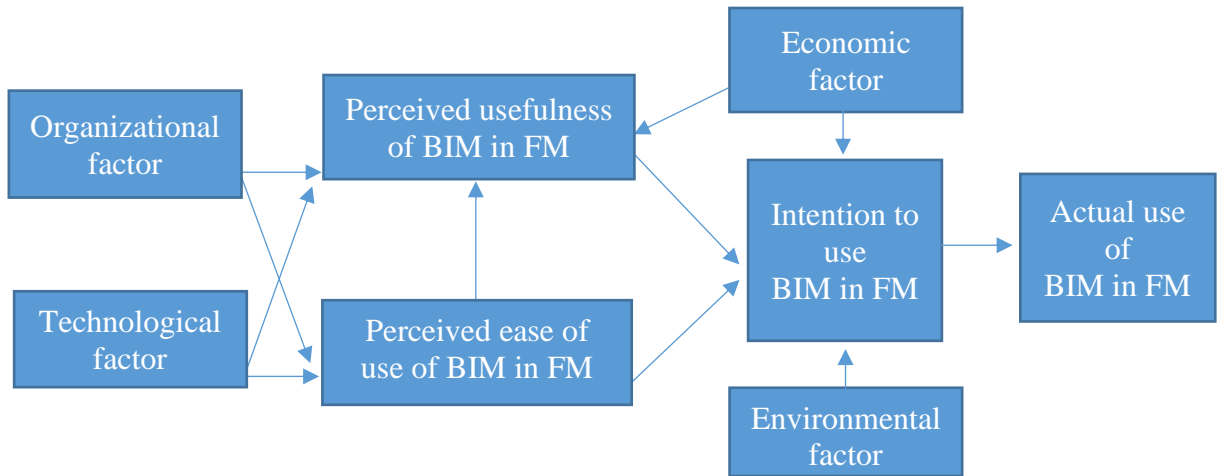 Economic
factor
Organizational
factor
Perceived usefulness
of BIM in FM
Intention to
use
BIM in FM
Actual use
of
BIM in FM
Technological
factor
Perceived ease of
use of BIM in FM
Environmental
factor